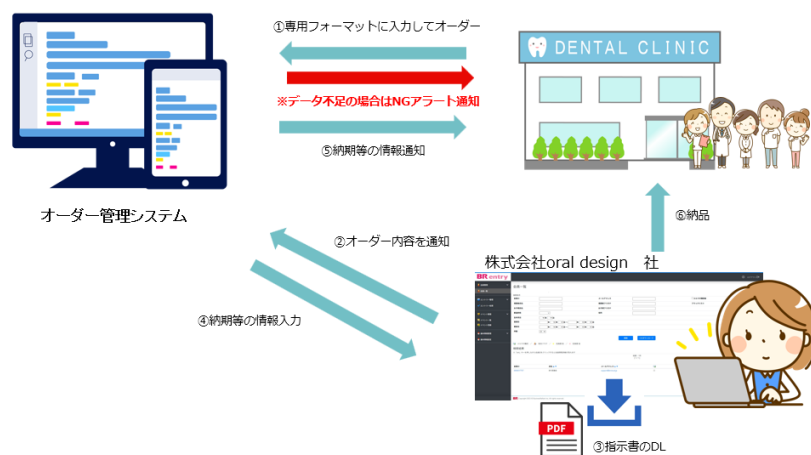 ①専用フォーマットに入力してオーダー
DENTAL CLINIC
※データ不足の場合はNGアラート通知
⑤納期等の情報通知
オーダー管理システム
⑥納品
②オーダー内容を通知
株式会社oral design 社
BR entry
④納期等の情報入力
PDF
③指示書のDL